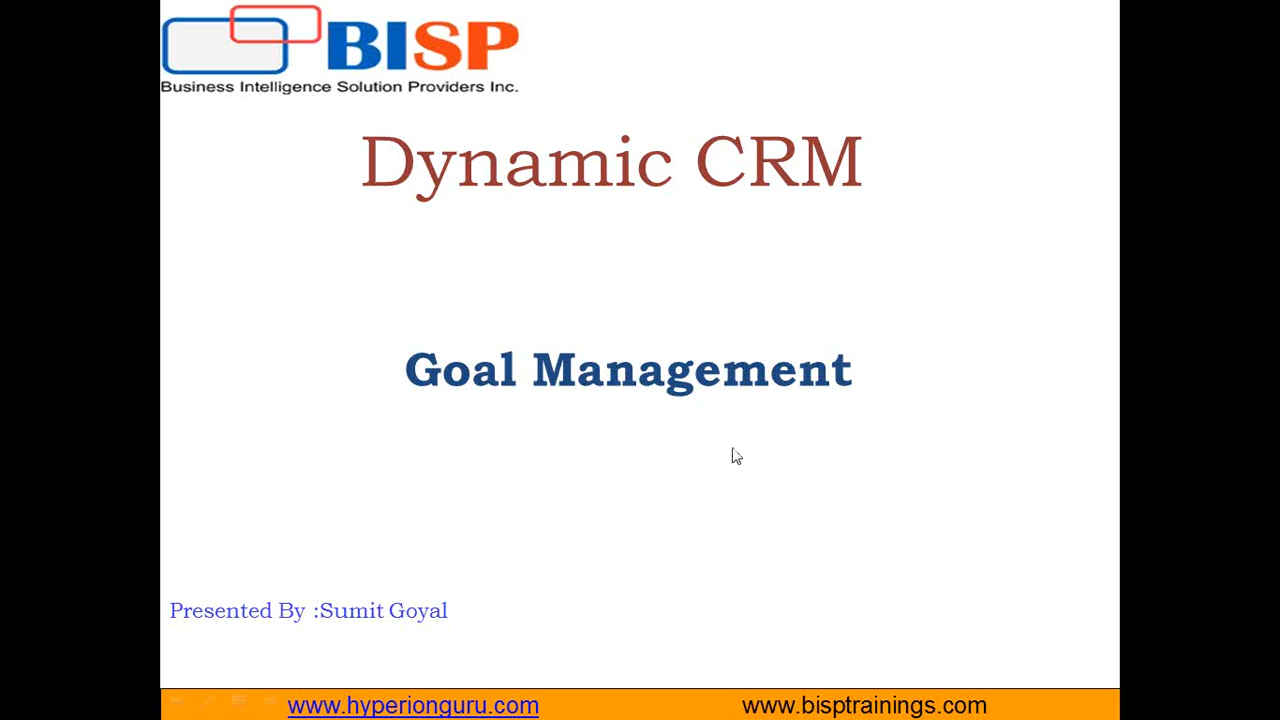 BISP
Business Intelligence Solution Providers Inc.
Dynamic CRM
Goal Management
Presented By :Sumit Goyal
www.hyperionguru.com www.bisptrainings.com